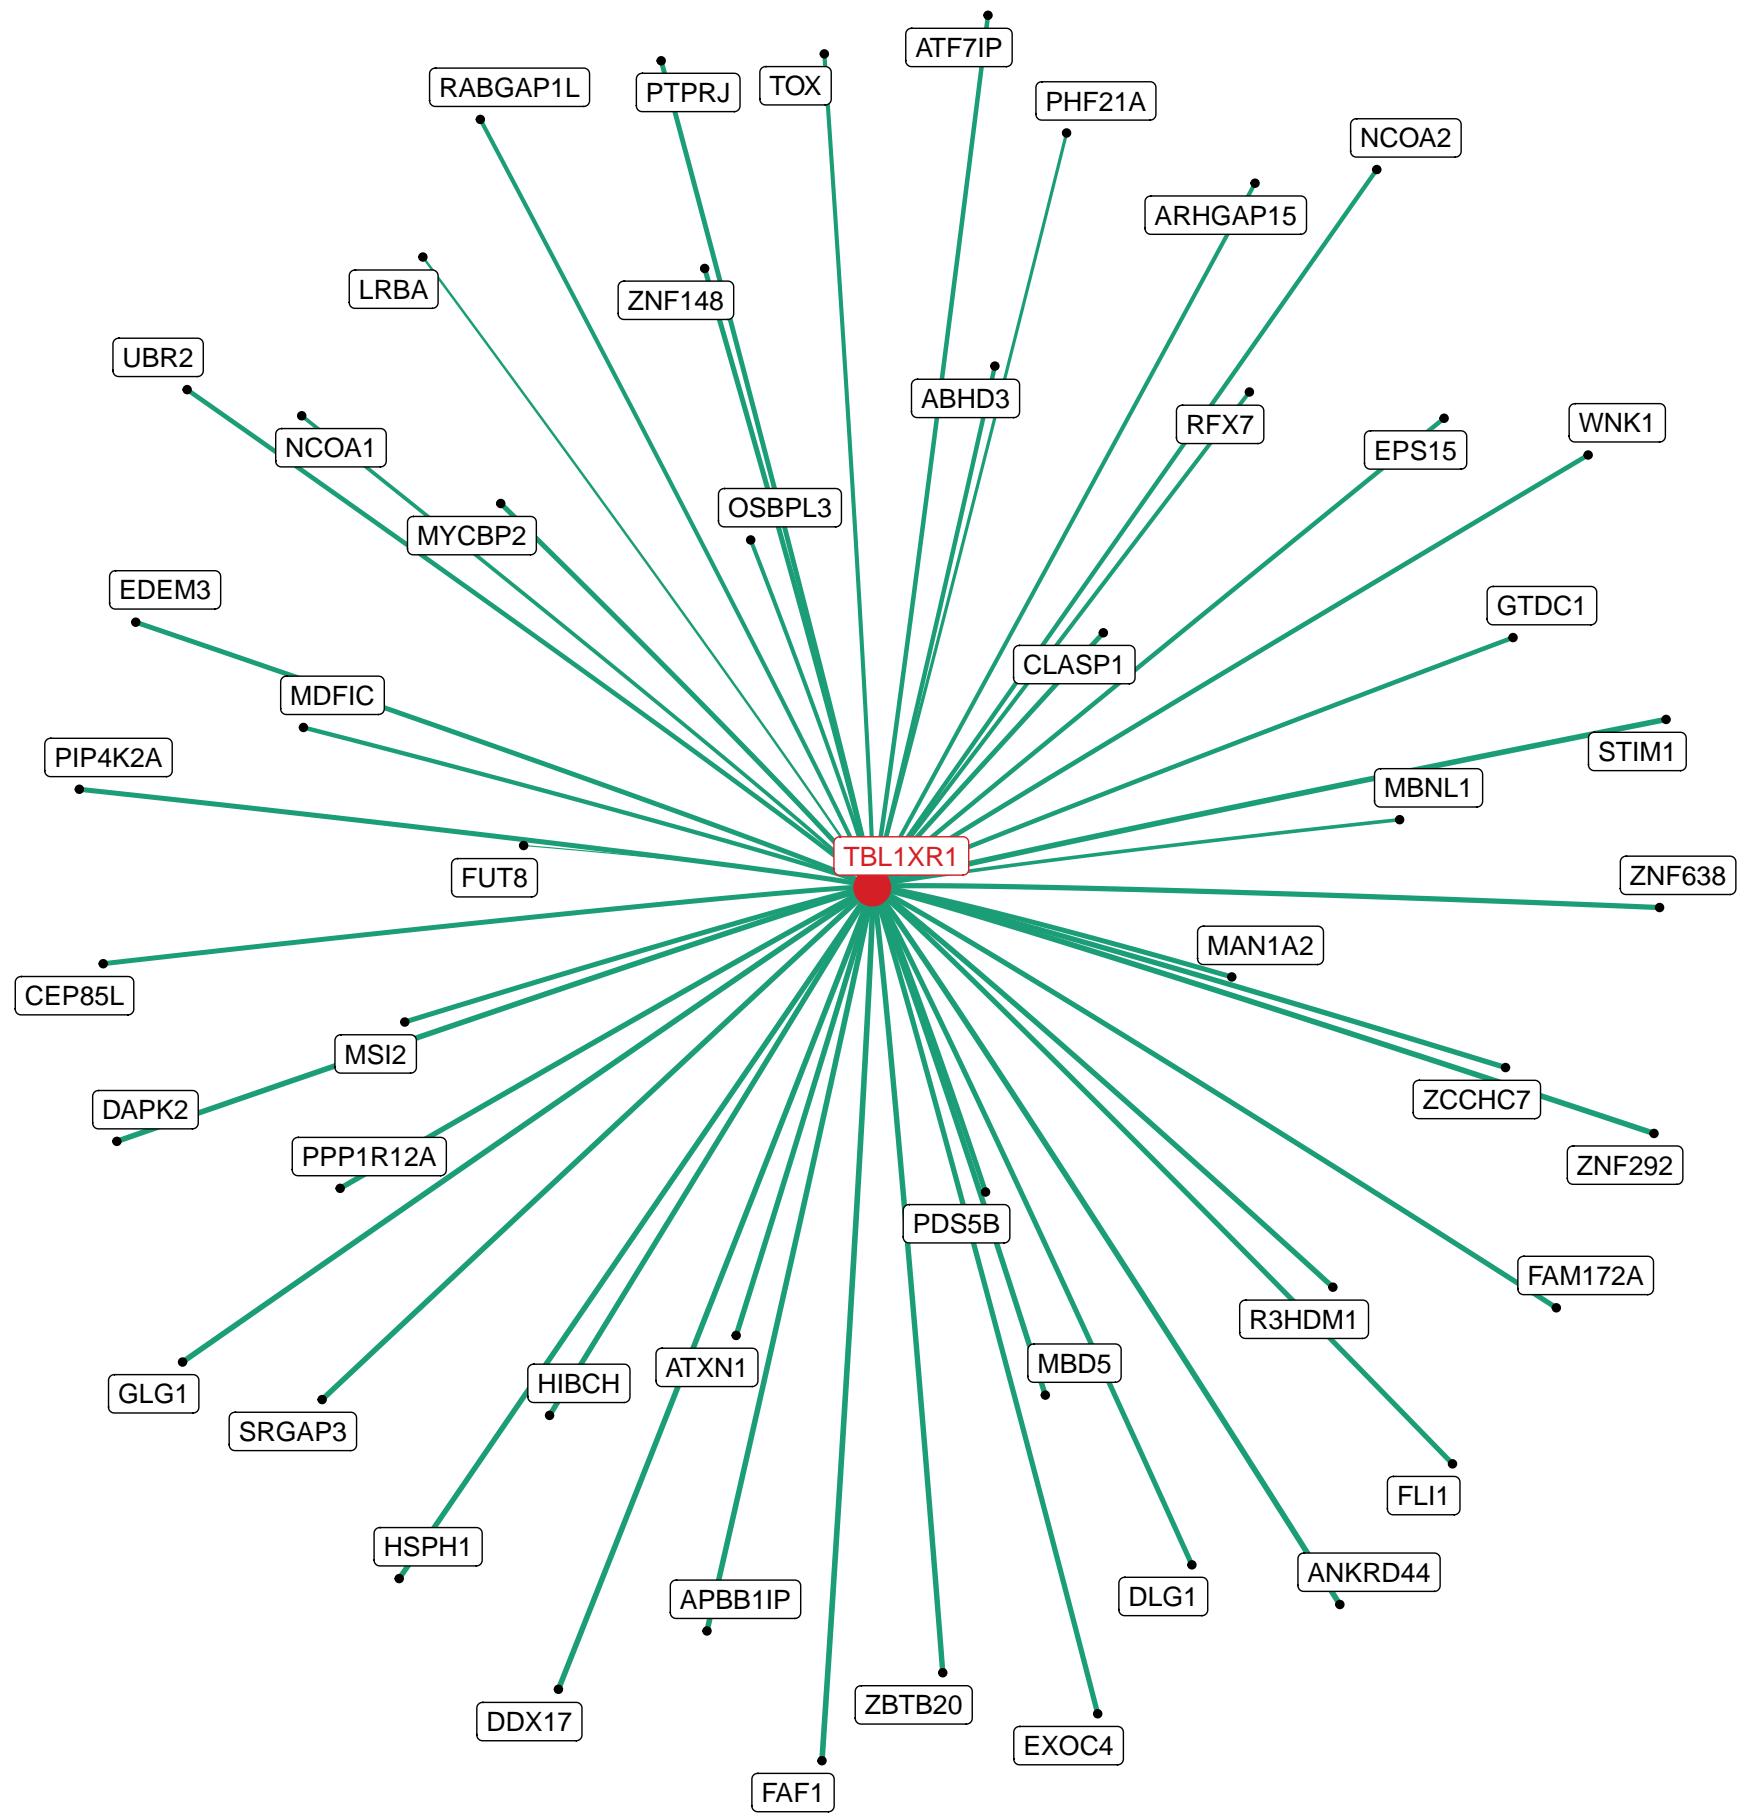 ATF7IP
RABGAP1L
PTPRJ
TOX
PHF21A
NCOA2
ARHGAP15
LRBA
ZNF148
UBR2
ABHD3
RFX7
WNK1
NCOA1
EPS15
OSBPL3
MYCBP2
EDEM3
GTDC1
CLASP1
MDFIC
STIM1
PIP4K2A
MBNL1
TBL1XR1
FUT8
ZNF638
MAN1A2
CEP85L
MSI2
ZCCHC7
DAPK2
PPP1R12A
ZNF292
PDS5B
FAM172A
R3HDM1
MBD5
ATXN1
HIBCH
GLG1
SRGAP3
FLI1
HSPH1
ANKRD44
DLG1
APBB1IP
ZBTB20
DDX17
EXOC4
FAF1